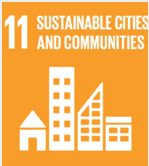 11 SUSTAINABLE CITIES
AND COMMUNITIES